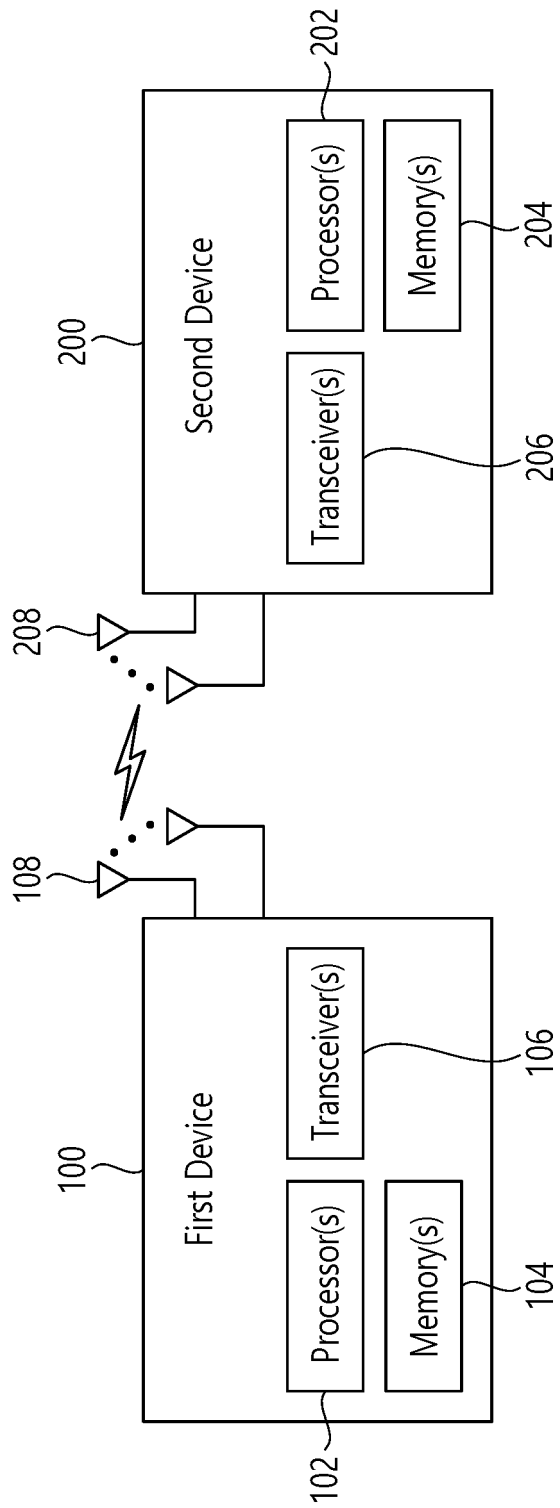 100
First Device
Processor(s)
Transceiver(s)
Memory(s)
102
104
106
108
208
200
Second Device
Transceiver(s)
Processor(s)
Memory(s)
206
204
202